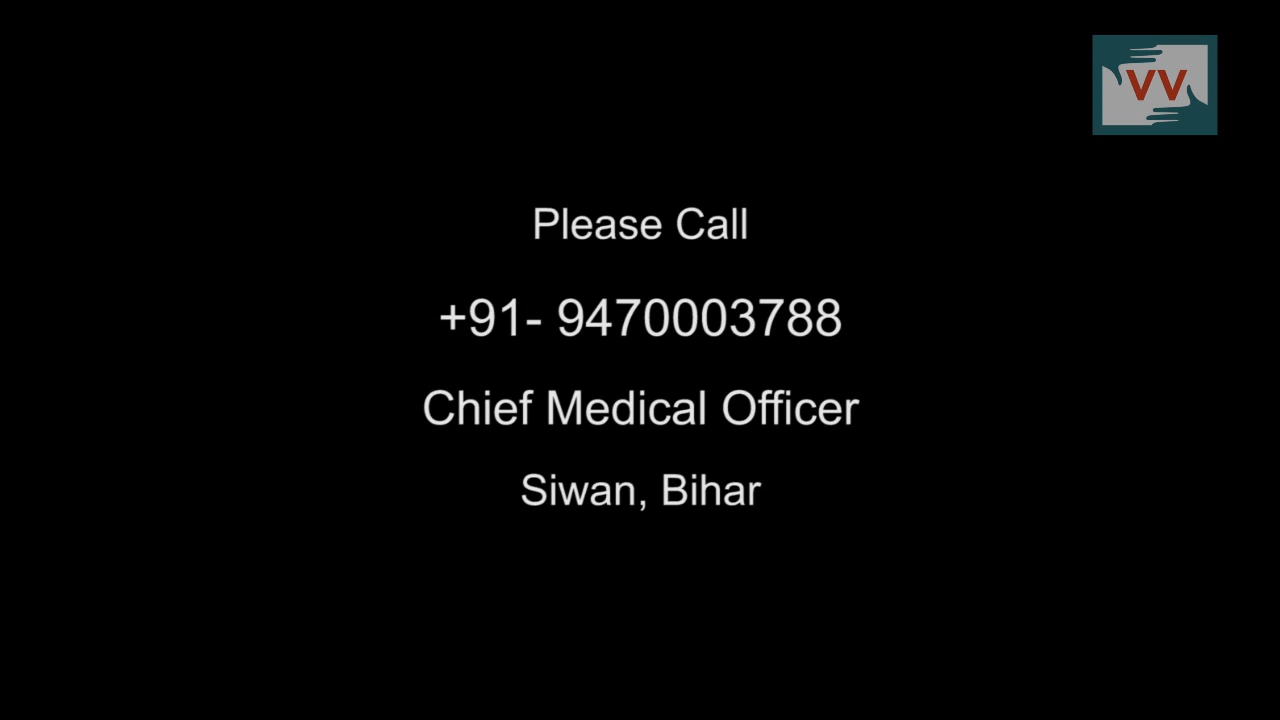 VV
Please Call
+91- 9470003788
Chief Medical Officer
Siwan, Bihar